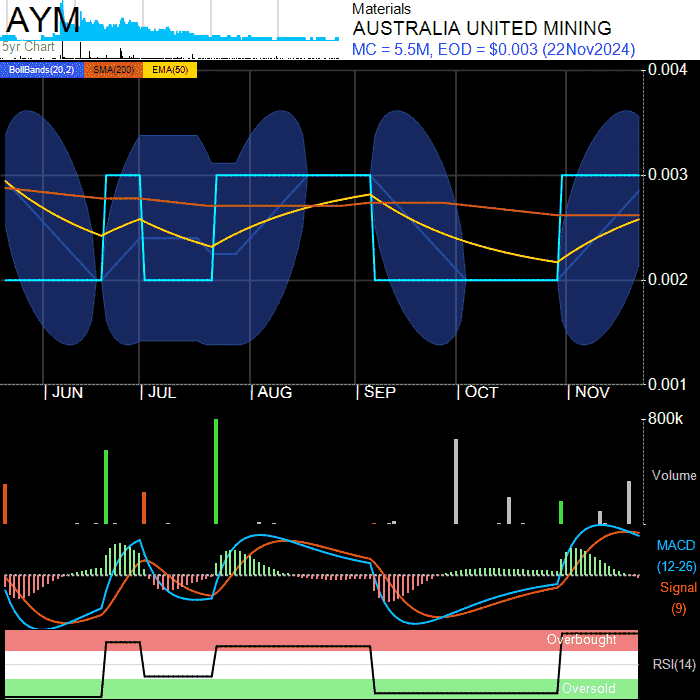 AYM
5yr Chart
Materials
AUSTRALIA UNITED MINING
MC = 5.5M, EOD = $0.003 (22Nov2024)
BollBands(20,2) SMA(200) EMA(50)
0.004
0.003
0.002
0.001
JUN JUL AUG SEP OCT NOV
800k
Volume
MACD
(12-26)
Signal
(9)
Overbought
RSI(14)
Oversold